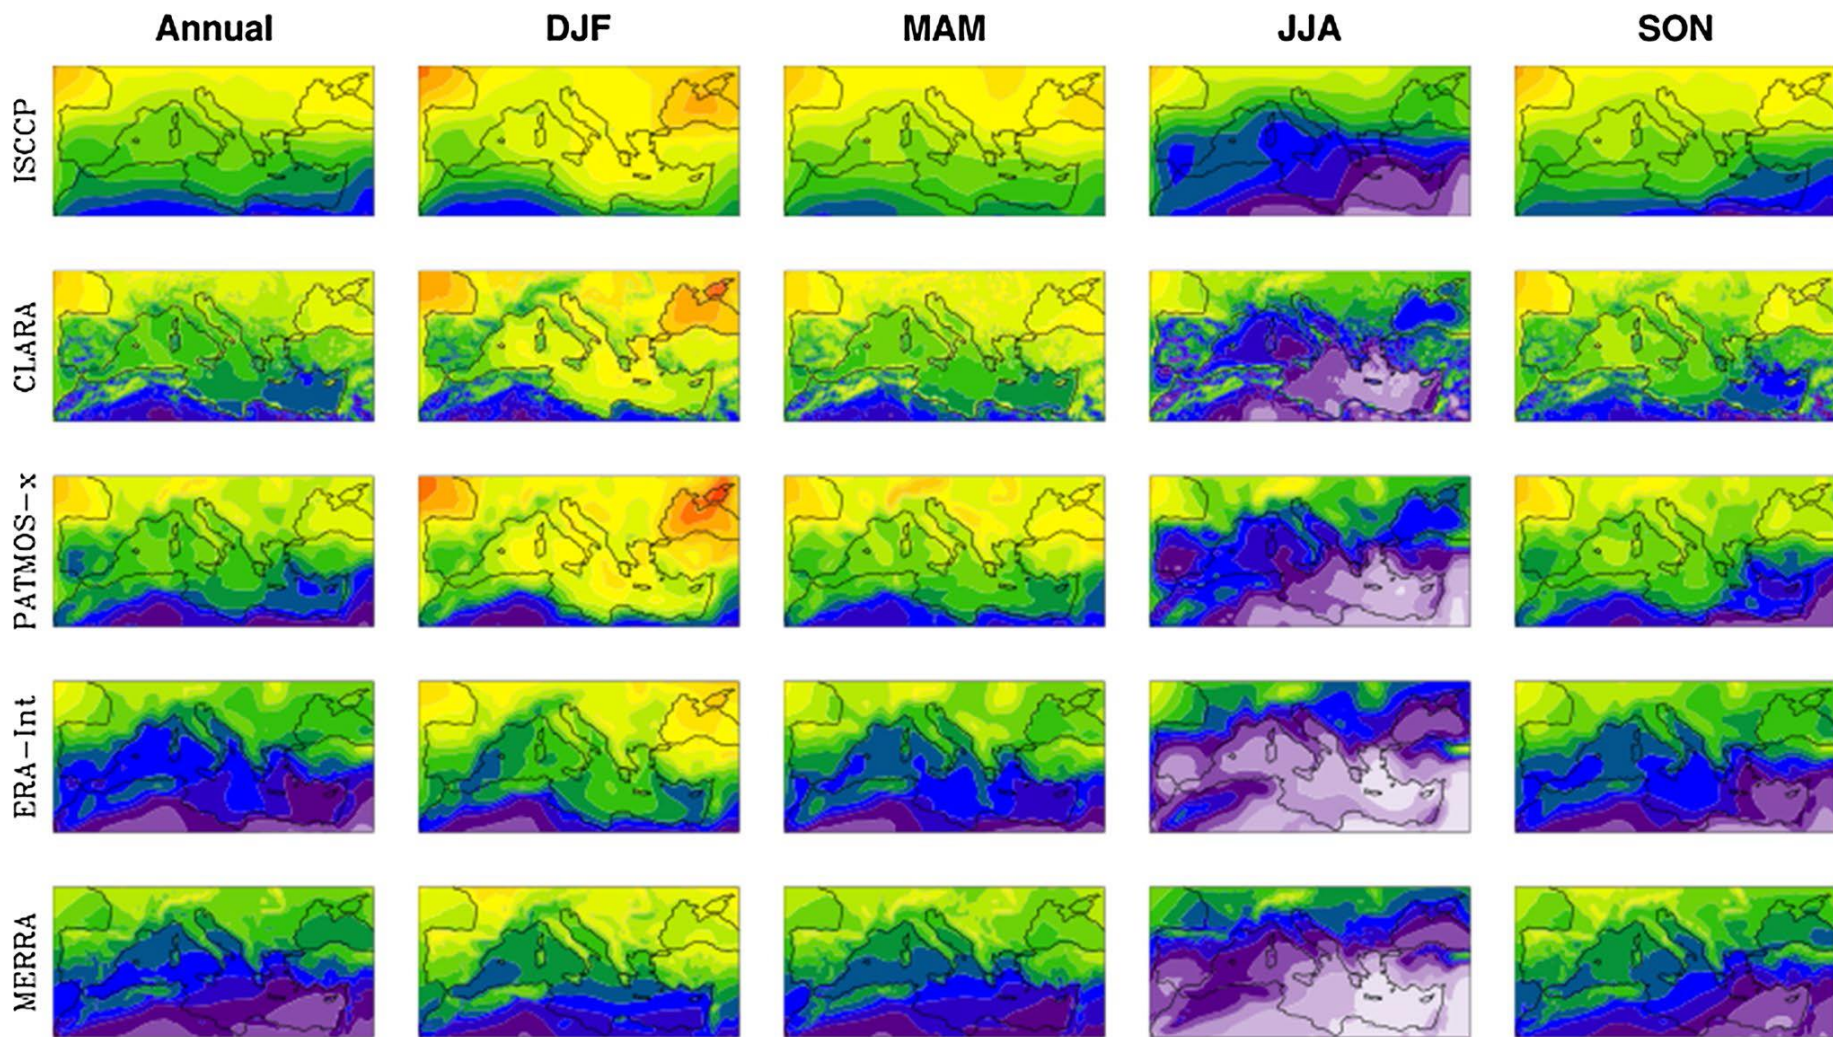 Annual DJF MAM JJA SON
ISCCP
CLARA
PATMOS-x
ERA-Int
MERRA